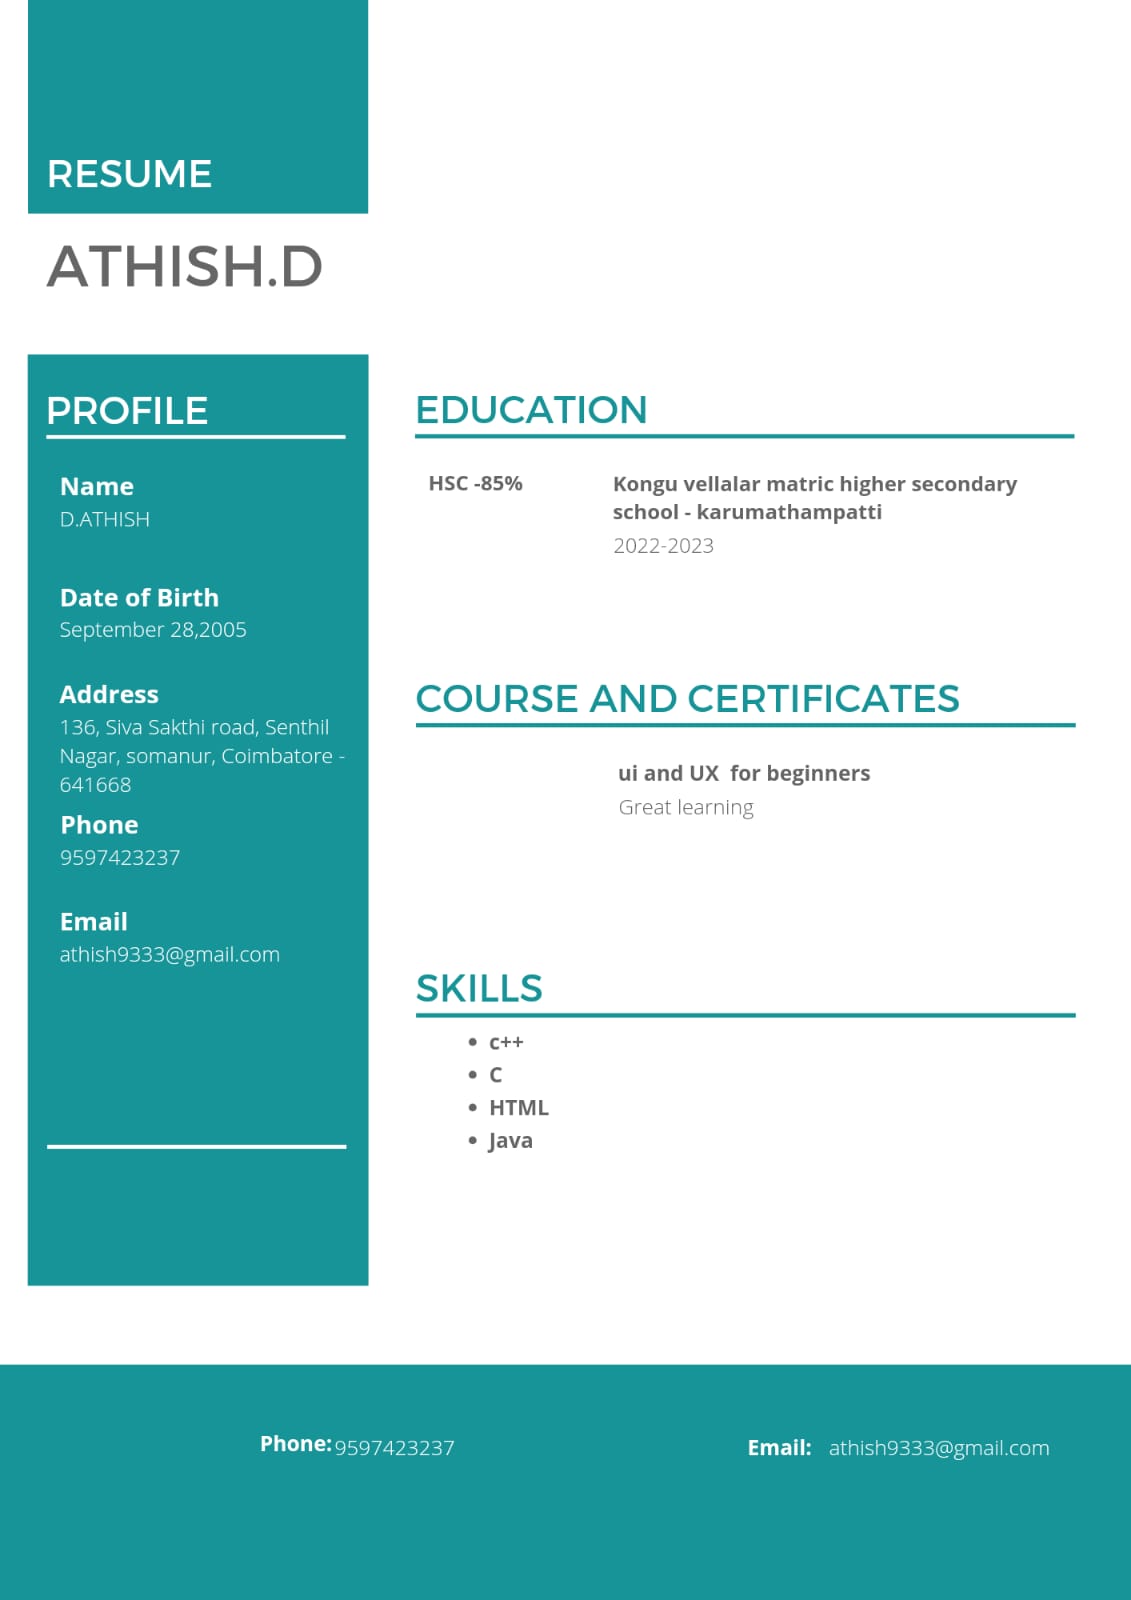 RESUME
ATHISH.D
PROFILE
Name
D.ATHISH
Date of Birth
September 28,2005
Address
136, Siva Sakthi road, Senthil
Nagar, somanur, Coimbatore -
641668
Phone
9597423237
Email
athish9333@gmail.com
EDUCATION
HSC -85%
Kongu vellalar matric higher secondary
school - karumathampatti
2022-2023
COURSE AND CERTIFICATES
ui and UX  for beginners
Great learning
SKILLS
• c++
• C
• HTML
• Java
Phone: 9597423237
Email: athish9333@gmail.com